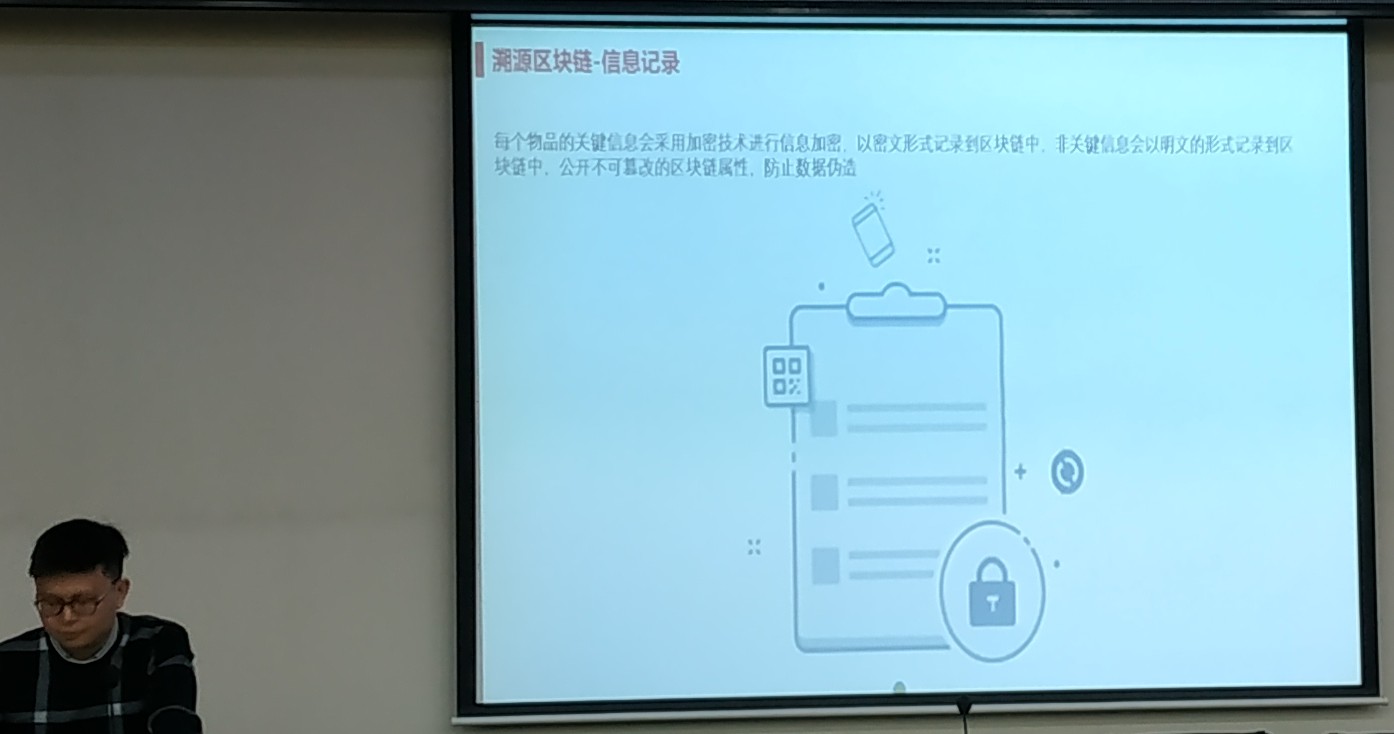 溯源区块链-信息记录
每个物品的关键信息会采用加密技术进行信息加密，以密文形式记录到区块链中，非关键信息会以明文的形式记录到区
块链中，公开不可篡改的区块链属性，防止数据伪造